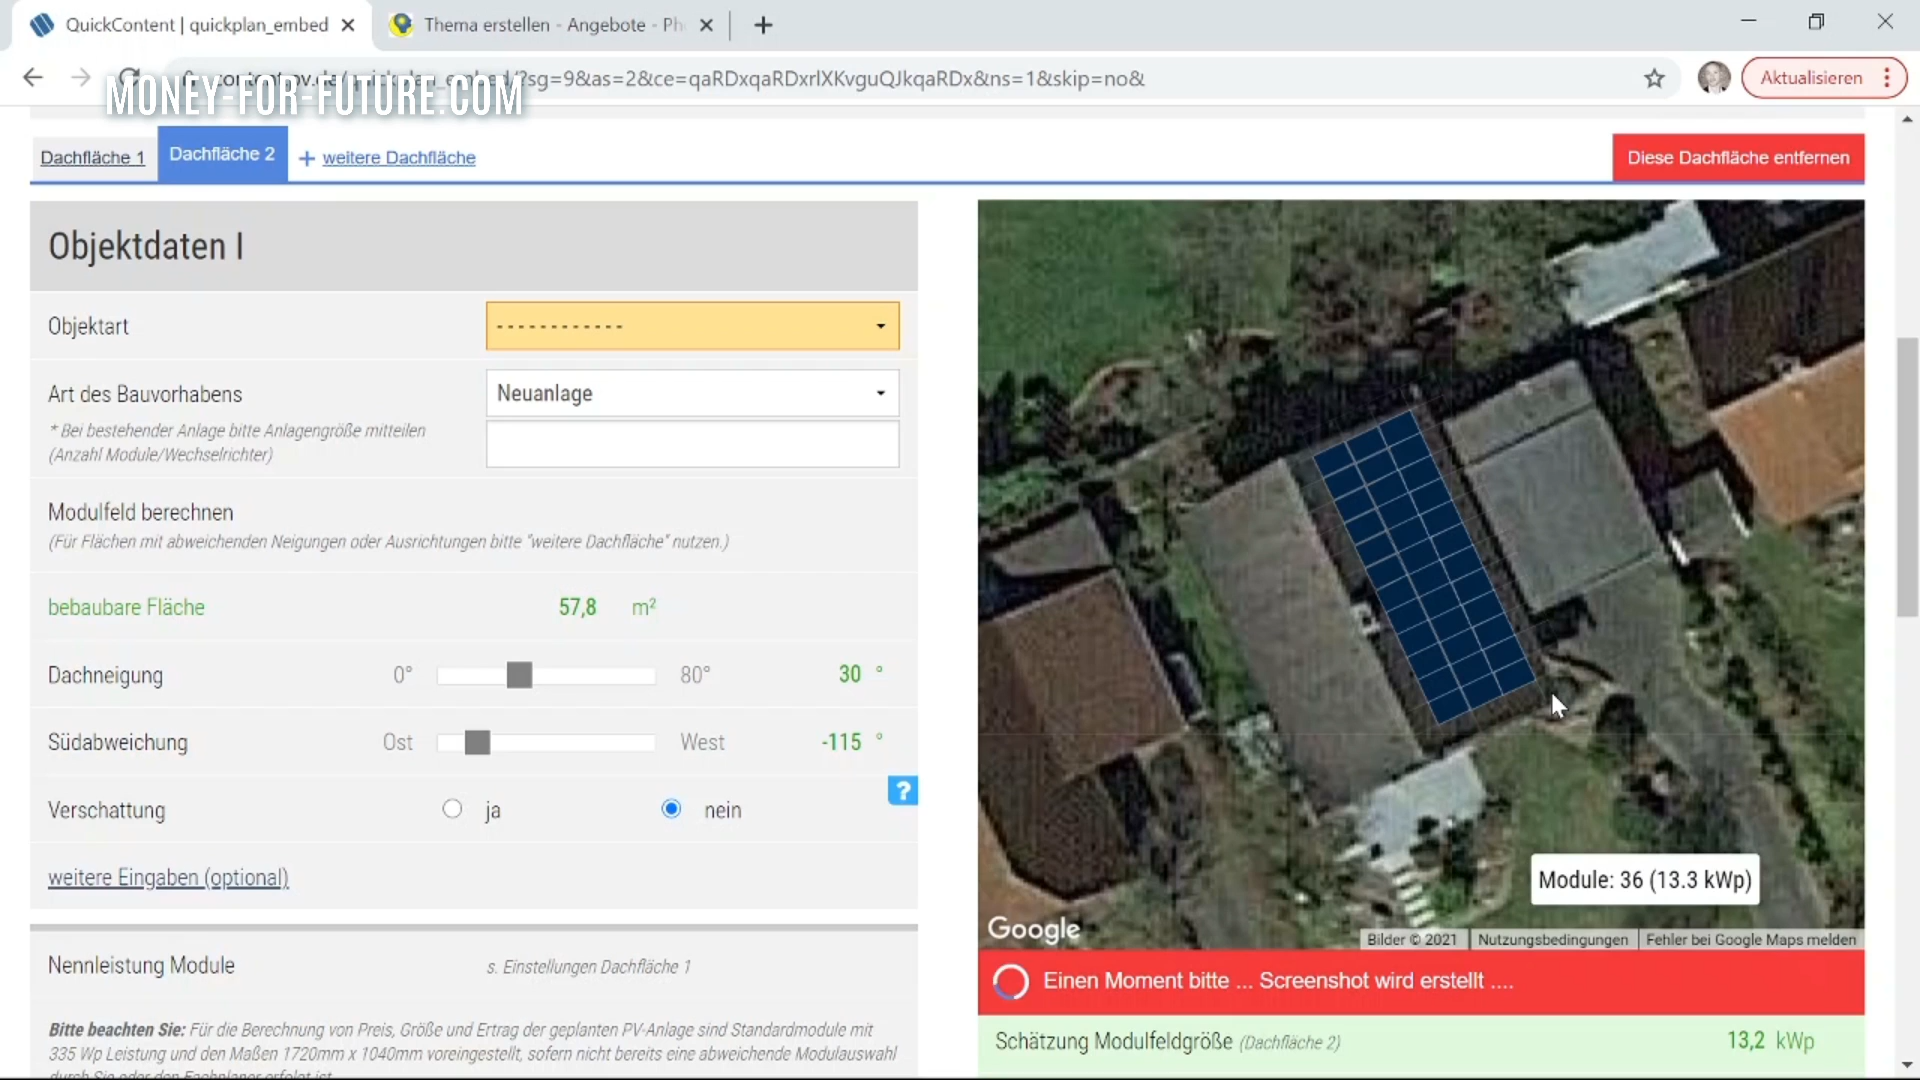 QuickContent | quickplan_embed
Thema erstellen - Angebote - Ph
?sg=9&as=2&ce=qaRDxqaRDxrlXKvguQJkqaRDx&ns=1&skip=no&
Aktualisieren
MONEY-FOR-FUTURE.COM
Dachfläche 1
Dachfläche 2
+ weitere Dachfläche
Diese Dachfläche entfernen
Objektdaten I
Objektart
- - - - - - - - - - - -
Art des Bauvorhabens
Neuanlage
* Bei bestehender Anlage bitte Anlagengröße mitteilen
(Anzahl Module/Wechselrichter)
Modulfeld berechnen
(Für Flächen mit abweichenden Neigungen oder Ausrichtungen bitte "weitere Dachfläche" nutzen.)
bebaubare Fläche 57,8 m²
Dachneigung 0° 80° 30 °
Südabweichung Ost West -115 °
?
Verschattung ja nein
weitere Eingaben (optional)
Nennleistung Module s. Einstellungen Dachfläche 1
Bitte beachten Sie: Für die Berechnung von Preis, Größe und Ertrag der geplanten PV-Anlage sind Standardmodule mit
335 Wp Leistung und den Maßen 1720mm x 1040mm voreingestellt, sofern nicht bereits eine abweichende Modulauswahl
durch Sie oder den Fachplaner erfolgt ist.
Module: 36 (13.3 kWp)
Google
Bilder © 2021
Nutzungsbedingungen
Fehler bei Google Maps melden
Einen Moment bitte ... Screenshot wird erstellt ....
Schätzung Modulfeldgröße (Dachfläche 2) 13,2 kWp